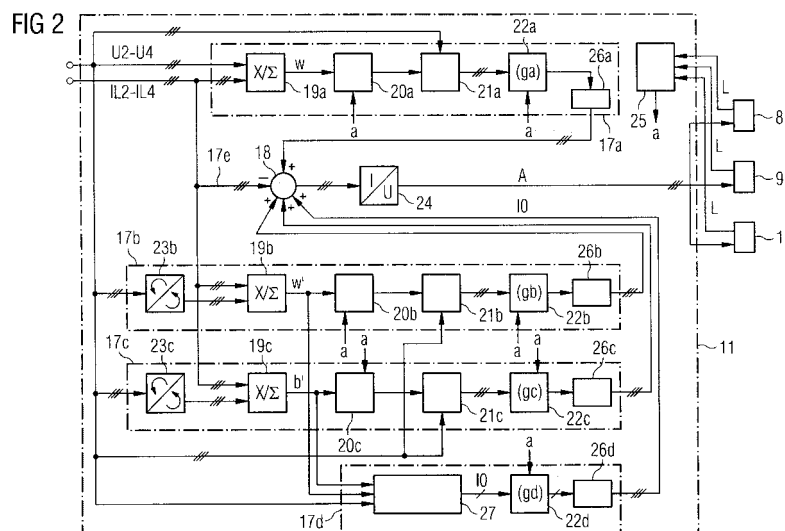 FIG 2
U2-U4
IL2-IL4
X/Σ
w
19a
20a
21a
22a
(ga)
26a
17a
a
a
25
a
L
L
L
8
9
1
17e
18
+
−
+
+
+
+
I
U
24
A
I0
17b
23b
19b
X/Σ
w'
20b
21b
22b
(gb)
26b
a
a
17c
23c
19c
X/Σ
b'
a
20c
21c
a
(gc)
22c
26c
11
17d
27
I0
a
(gd)
22d
26d